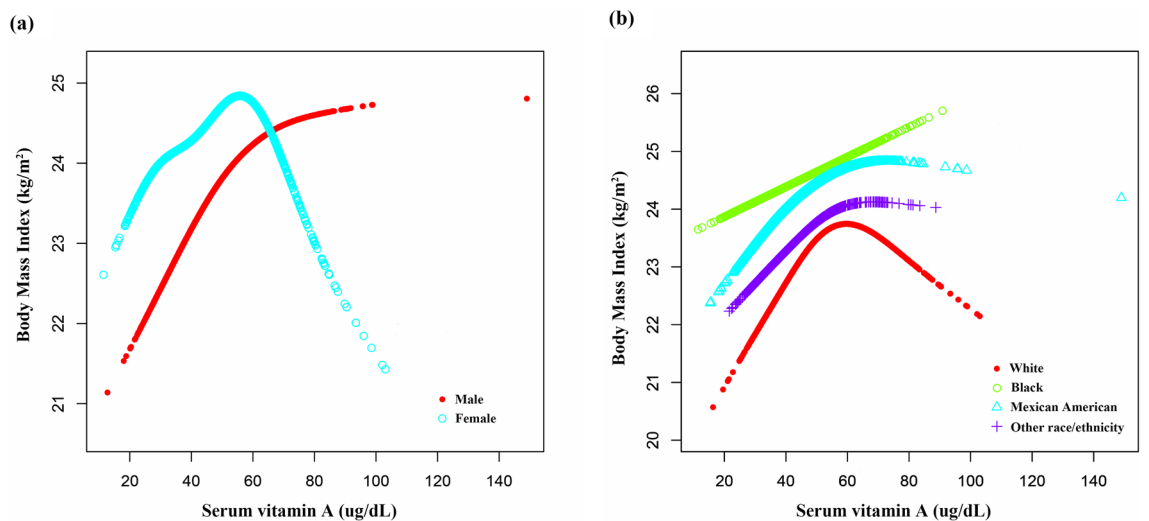 (a)
Body Mass Index (kg/m²)
25
24
23
22
21
Male
Female
20 40 60 80 100 120 140
Serum vitamin A (ug/dL)
(b)
Body Mass Index (kg/m²)
26
25
24
23
22
21
20
White
Black
Mexican American
Other race/ethnicity
20 40 60 80 100 120 140
Serum vitamin A (ug/dL)